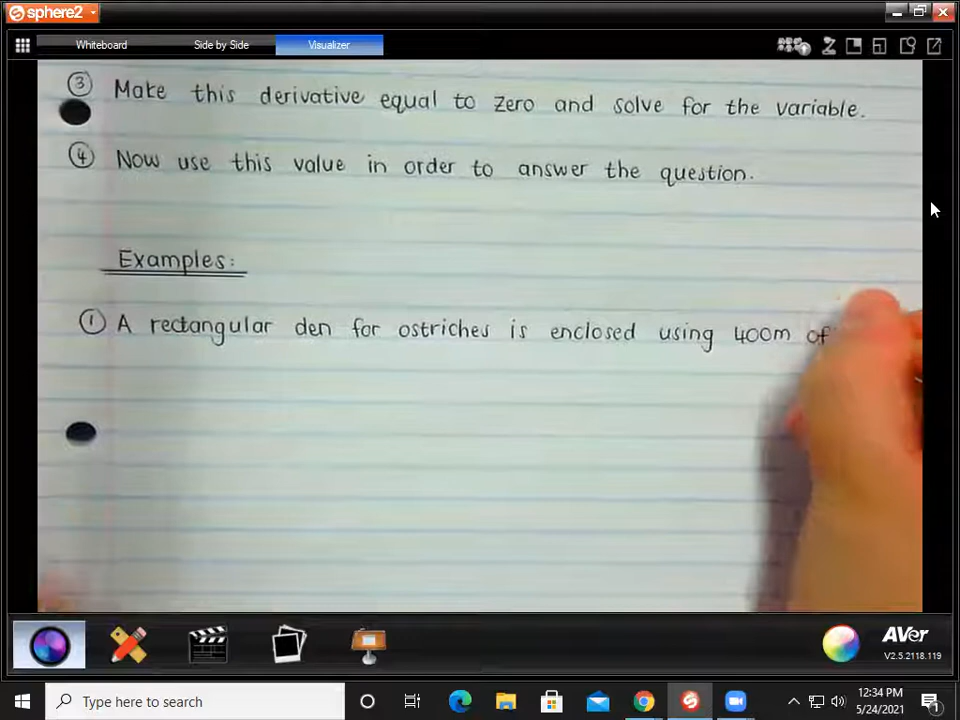 sphere2
Whiteboard Side by Side Visualizer
③ Make this derivative equal to zero and solve for the variable.
④ Now use this value in order to answer the question.
Examples:
① A rectangular den for ostriches is enclosed using 400m of
AVer
V2.5.2118.119
Type here to search
12:34 PM
5/24/2021
1